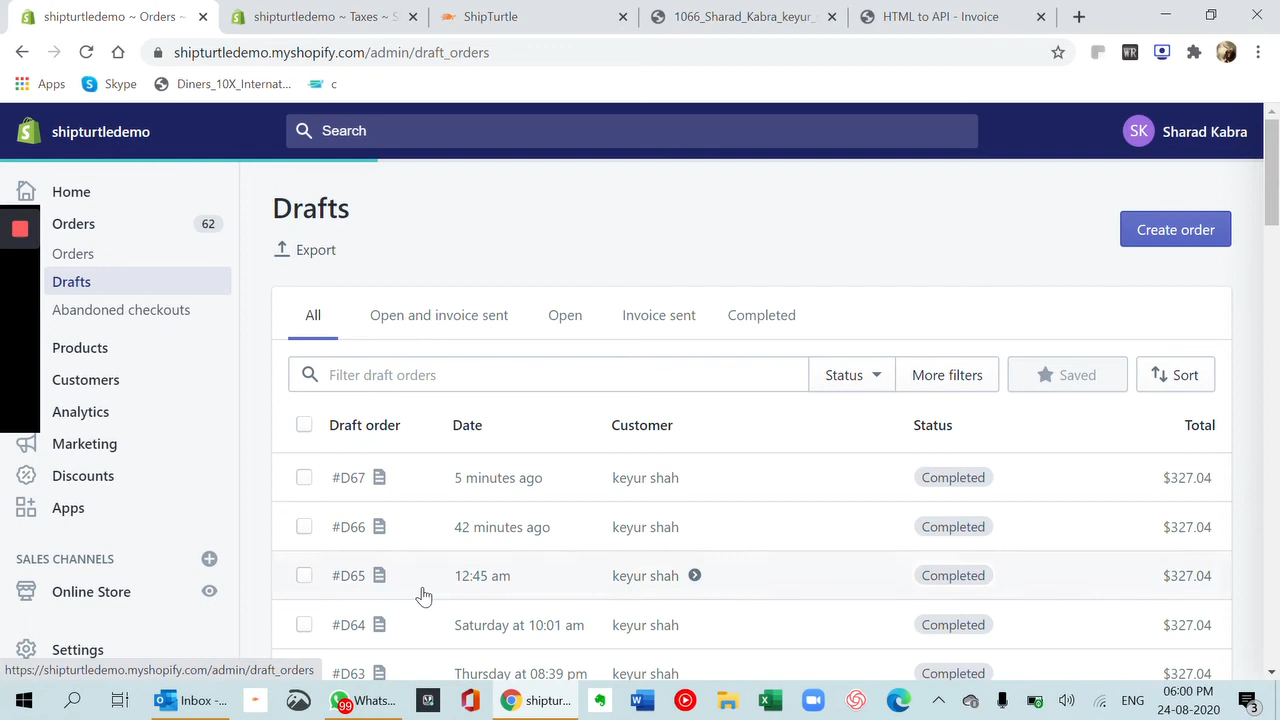 shipturtledemo ~ Orders ~
shipturtledemo ~ Taxes ~ S
ShipTurtle
1066_Sharad_Kabra_keyur_
HTML to API - Invoice
shipturtledemo.myshopify.com/admin/draft_orders
WR
Apps
Skype
Diners_10X_Internat...
c
shipturtledemo
Search
SK
Sharad Kabra
Home
Orders
62
Orders
Drafts
Abandoned checkouts
Products
Customers
Analytics
Marketing
Discounts
Apps
SALES CHANNELS
Online Store
Settings
https://shipturtledemo.myshopify.com/admin/draft_orders
Drafts
Export
Create order
All
Open and invoice sent
Open
Invoice sent
Completed
Filter draft orders
Status
More filters
Saved
Sort
Draft order Date Customer Status Total
#D67 5 minutes ago keyur shah Completed $327.04
#D66 42 minutes ago keyur shah Completed $327.04
#D65 12:45 am keyur shah Completed $327.04
#D64 Saturday at 10:01 am keyur shah Completed $327.04
#D63 Thursday at 08:39 pm keyur shah Completed $327.04
Inbox -...
99
Whats...
shiptur...
ENG
06:00 PM
24-08-2020
3